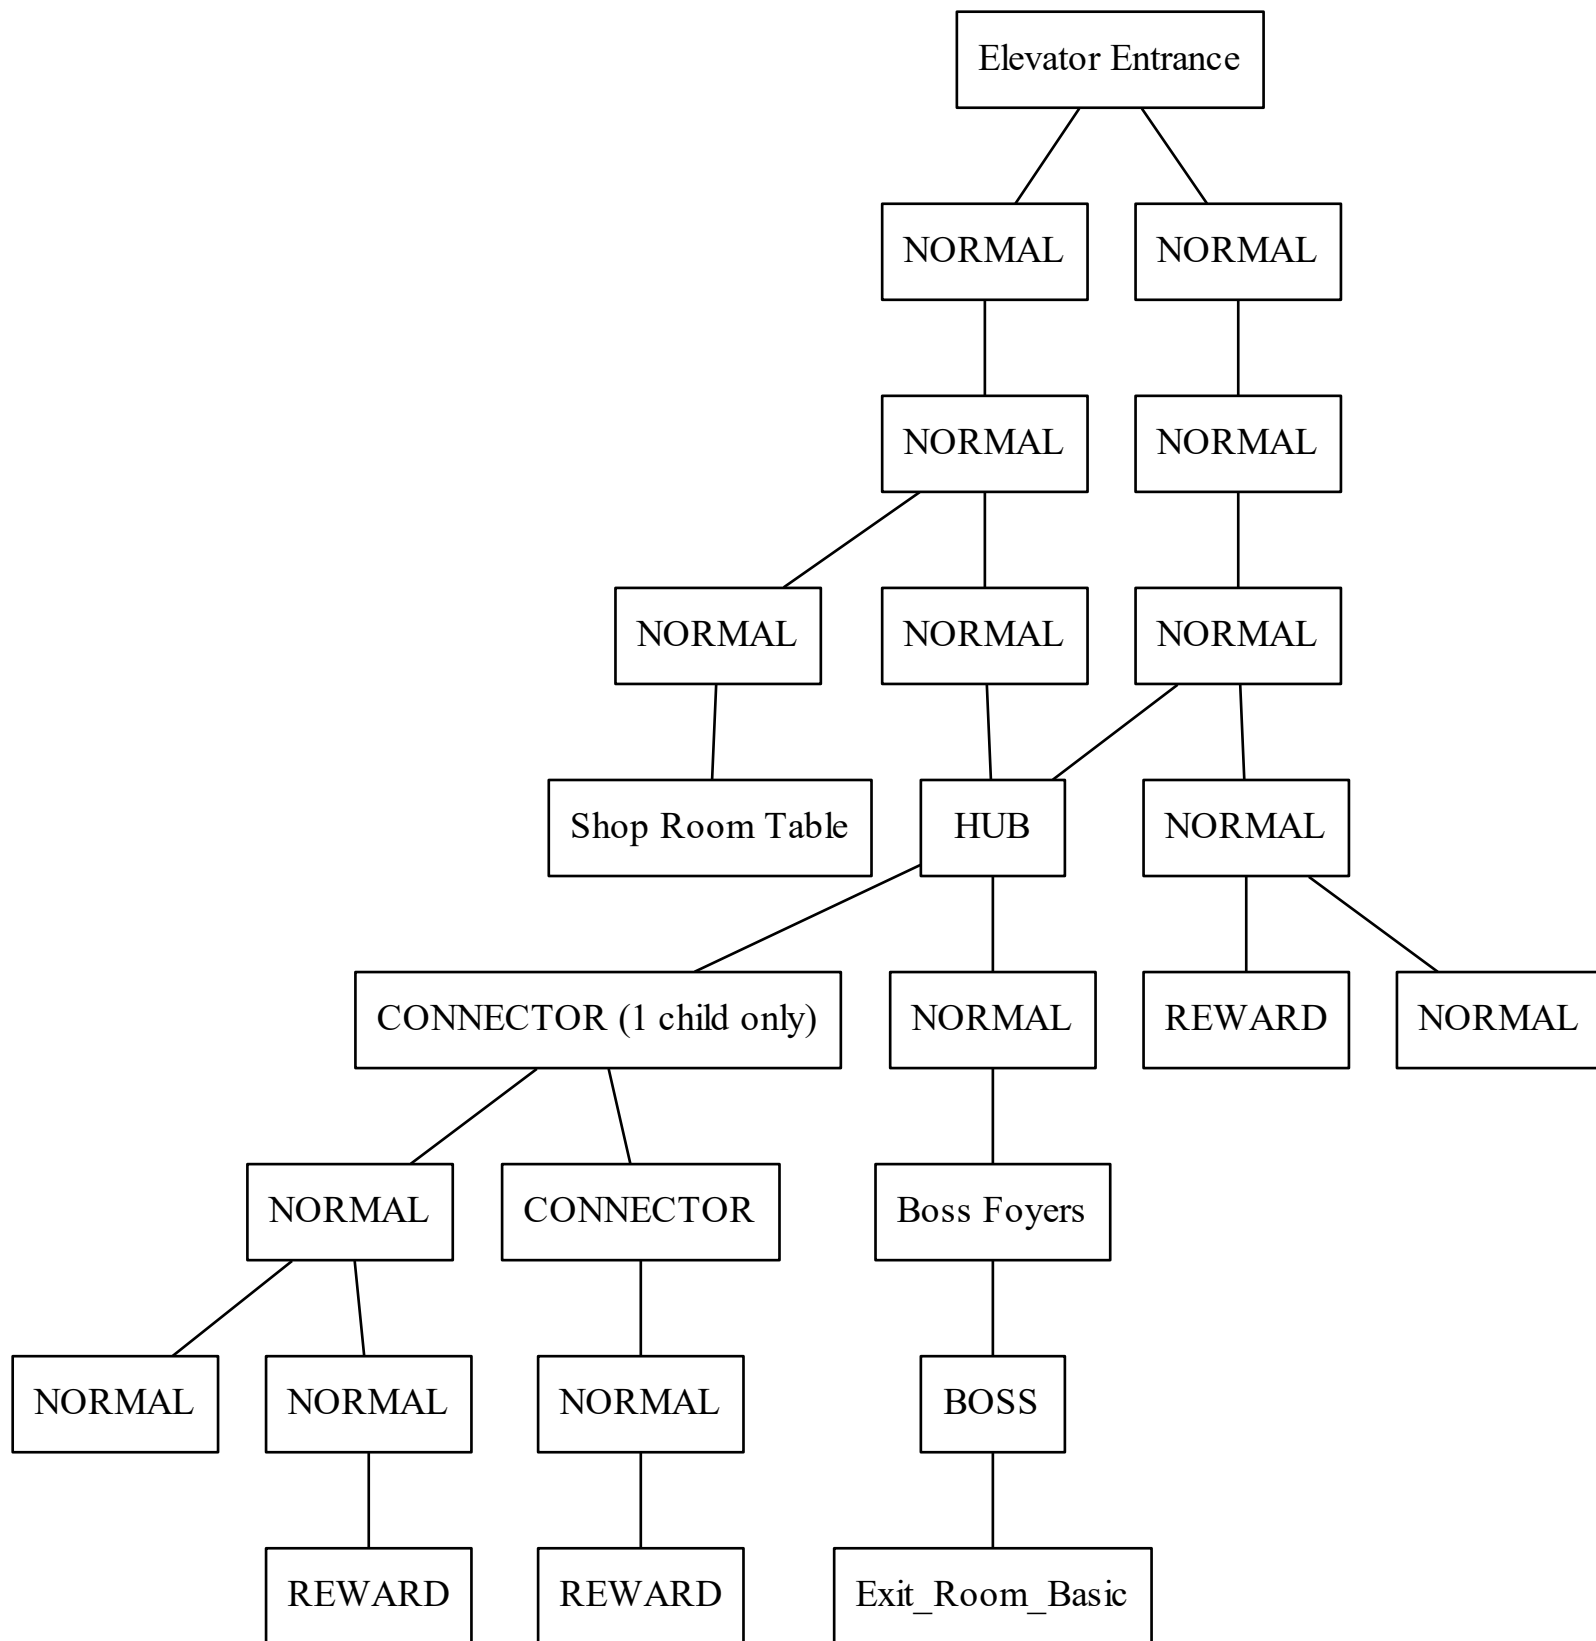 Elevator Entrance
NORMAL
NORMAL
NORMAL
NORMAL
NORMAL
NORMAL
NORMAL
Shop Room Table
HUB
NORMAL
CONNECTOR (1 child only)
NORMAL
REWARD
NORMAL
NORMAL
CONNECTOR
Boss Foyers
NORMAL
NORMAL
NORMAL
BOSS
REWARD
REWARD
Exit_Room_Basic